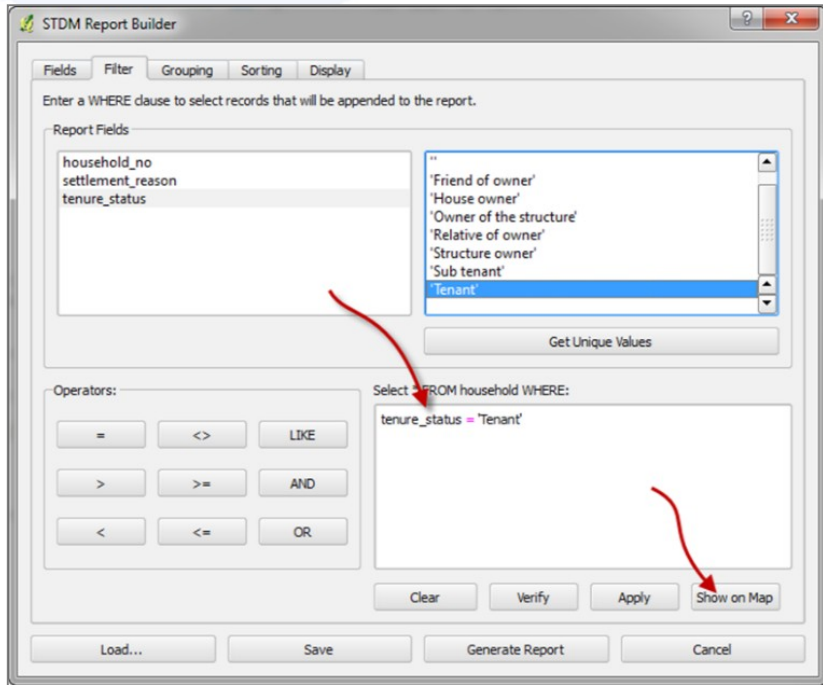 STDM Report Builder
Fields Filter Grouping Sorting Display
Enter a WHERE clause to select records that will be appended to the report.
Report Fields
household_no
settlement_reason
tenure_status
''
'Friend of owner'
'House owner'
'Owner of the structure'
'Relative of owner'
'Structure owner'
'Sub tenant'
'Tenant'
Get Unique Values
Operators:
= <> LIKE
> >= AND
< <= OR
Select * FROM household WHERE:
tenure_status = 'Tenant'
Clear Verify Apply Show on Map
Load... Save Generate Report Cancel